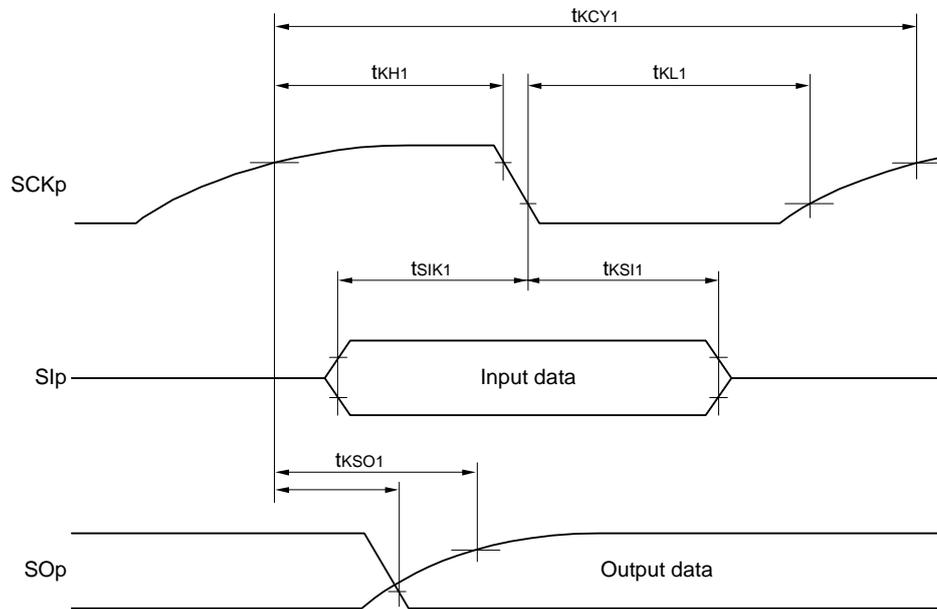 tKCY1
tKH1
tKL1
SCKp
tSIK1
tKSI1
SIp
Input data
tKSO1
SOp
Output data